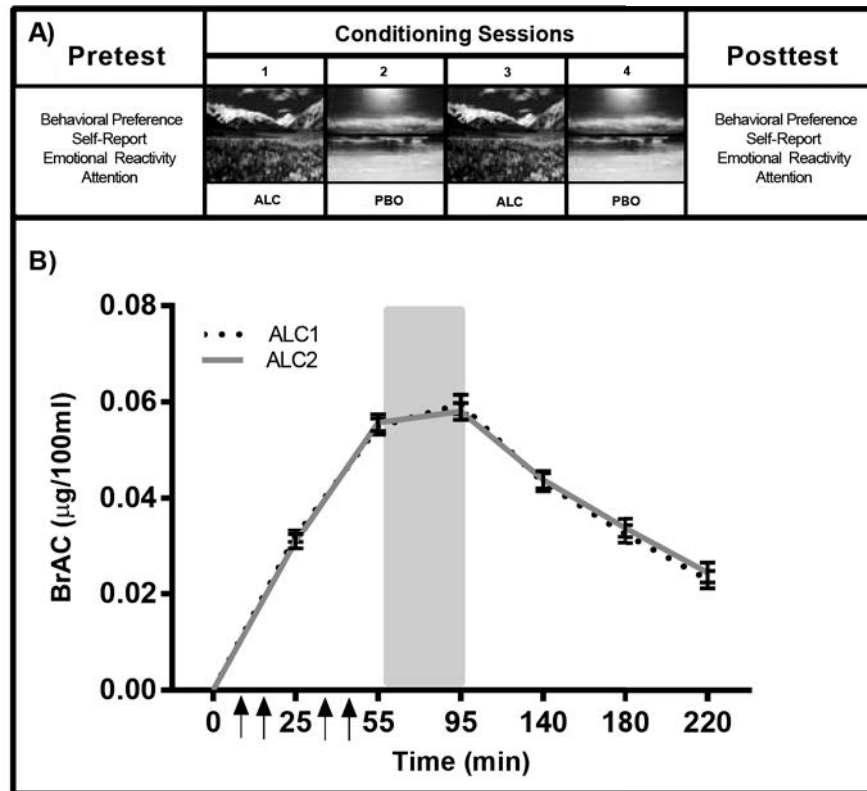 A)
Pretest
Conditioning Sessions
Posttest
1
2
3
4
Behavioral Preference
Self-Report
Emotional Reactivity
Attention
ALC
PBO
ALC
PBO
Behavioral Preference
Self-Report
Emotional Reactivity
Attention
B)
0.08
0.06
0.04
0.02
0.00
BrAC (µg/100ml)
ALC1
ALC2
0 25 55 95 140 180 220
Time (min)